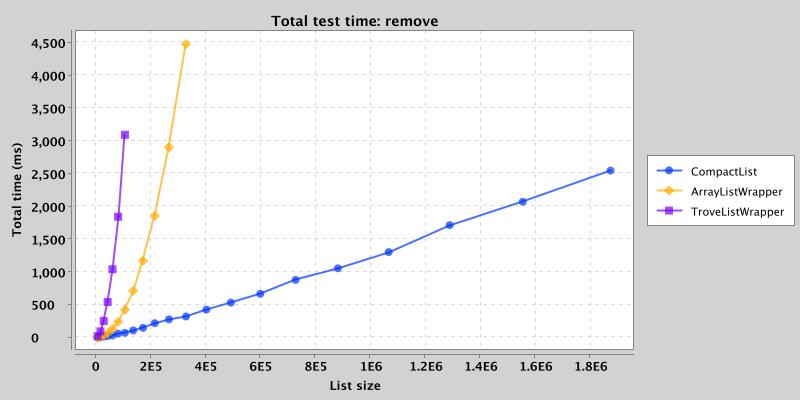 Total test time: remove
Total time (ms)
4,500
4,000
3,500
3,000
2,500
2,000
1,500
1,000
500
0
0 2E5 4E5 6E5 8E5 1E6 1.2E6 1.4E6 1.6E6 1.8E6
List size
CompactList
ArrayListWrapper
TroveListWrapper